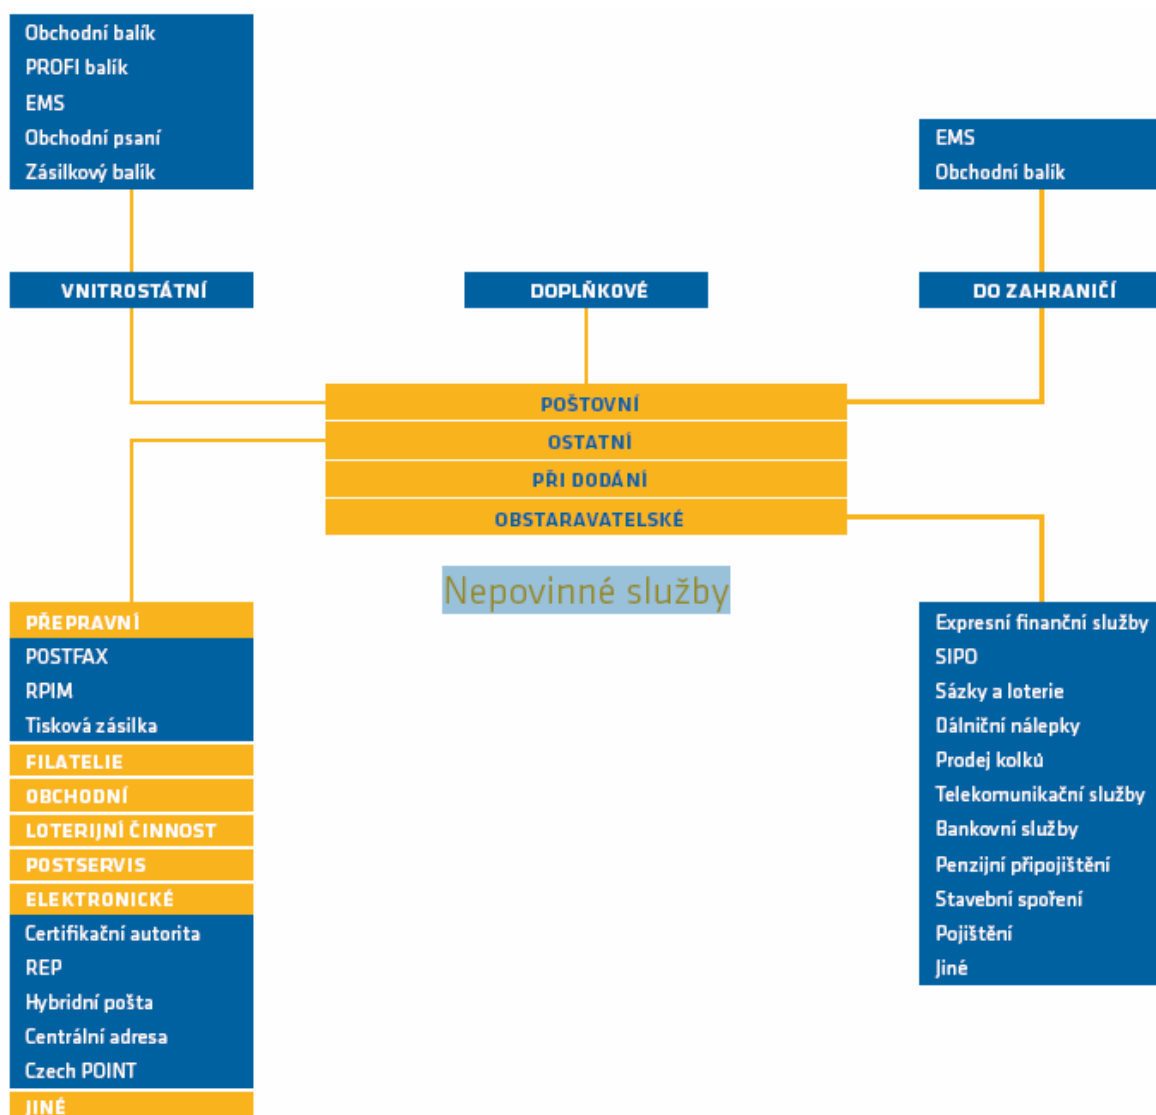 Obchodní balík
PROFI balík
EMS
Obchodní psaní
Zásilkový balík
EMS
Obchodní balík
VNITROSTÁTNÍ
DOPLŇKOVÉ
DO ZAHRANIČÍ
POŠTOVNÍ
OSTATNÍ
PŘI DODÁNÍ
OBSTARAVATELSKÉ
Nepovinné služby
PŘEPRAVNÍ
POSTFAX
RPIM
Tisková zásilka
FILATELIE
OBCHODNÍ
LOTERIJNÍ ČINNOST
POSTSERVIS
ELEKTRONICKÉ
Certifikační autorita
REP
Hybridní pošta
Centrální adresa
Czech POINT
JINÉ
Expresní finanční služby
SIPO
Sázky a loterie
Dálniční nálepky
Prodej kolků
Telekomunikační služby
Bankovní služby
Penzijní připojištění
Stavební spoření
Pojištění
Jiné